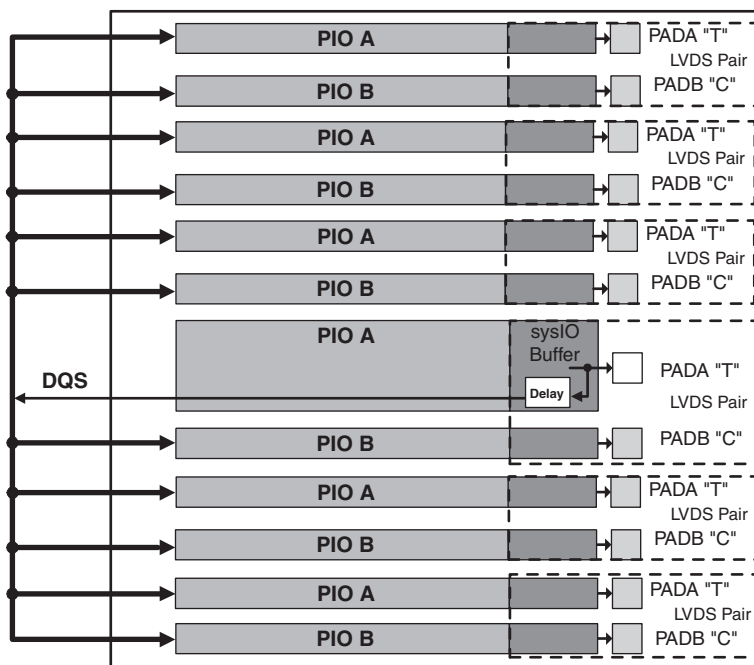 PIO A
PADA "T"
LVDS Pair
PIO B
PADB "C"
PIO A
PADA "T"
LVDS Pair
PIO B
PADB "C"
PIO A
PADA "T"
LVDS Pair
PIO B
PADB "C"
PIO A
sysIO
Buffer
PADA "T"
DQS
Delay
LVDS Pair
PIO B
PADB "C"
PIO A
PADA "T"
LVDS Pair
PIO B
PADB "C"
PIO A
PADA "T"
LVDS Pair
PIO B
PADB "C"